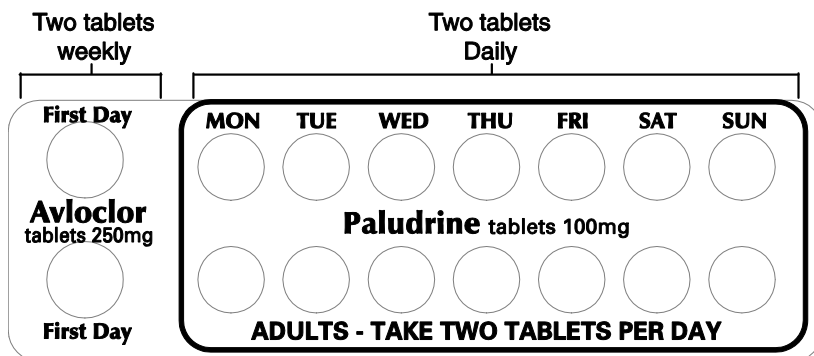 Two tablets
weekly
Two tablets
Daily
First Day
Avloclor
tablets 250mg
First Day
MON TUE WED THU FRI SAT SUN
Paludrine tablets 100mg
ADULTS - TAKE TWO TABLETS PER DAY